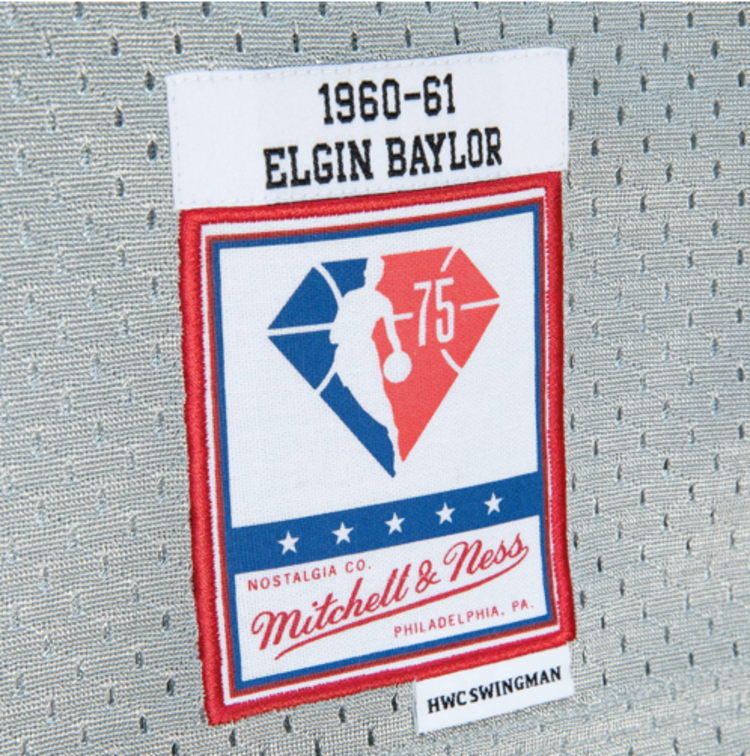 1960-61
ELGIN BAYLOR
75
NOSTALGIA CO.
Mitchell & Ness
PHILADELPHIA, PA.
HWC SWINGMAN